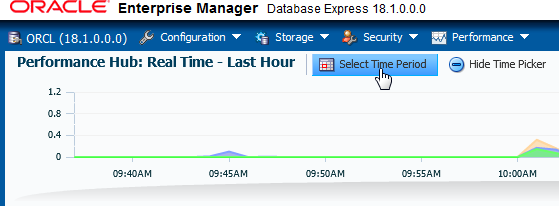 ORACLE Enterprise Manager Database Express 18.1.0.0.0
ORCL (18.1.0.0.0) Configuration Storage Security Performance
Performance Hub: Real Time - Last Hour Select Time Period Hide Time Picker
1.2
0.8
0.4
0
09:40AM 09:45AM 09:50AM 09:55AM 10:00AM